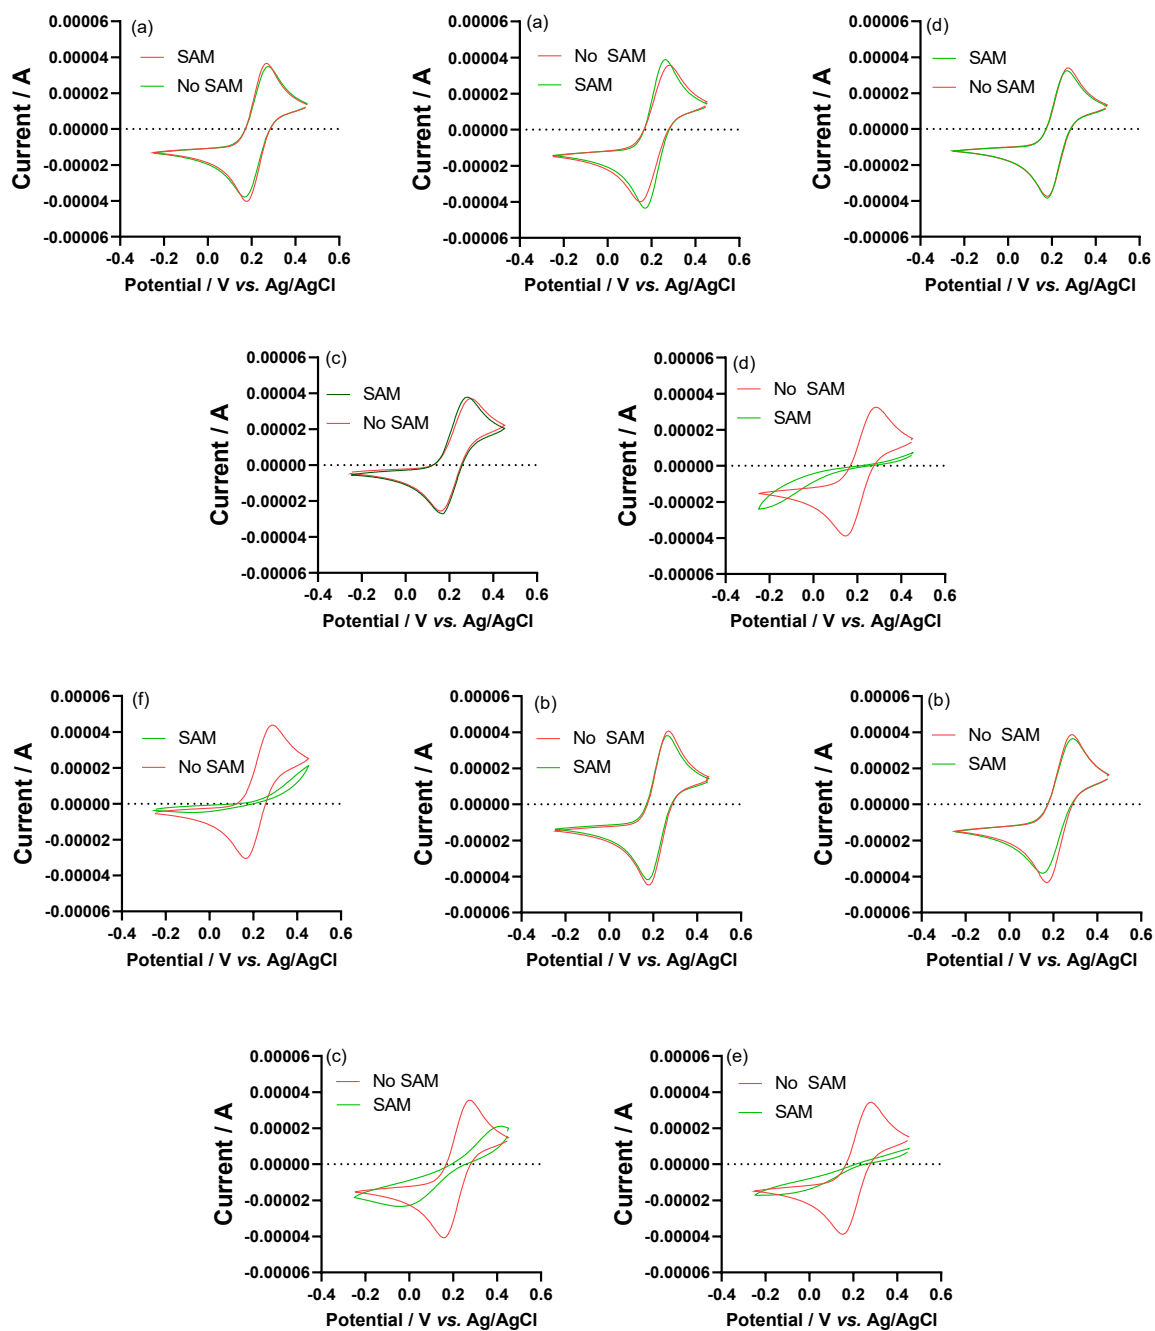 (a)
0.00006
0.00004
0.00002
0.00000
-0.00002
-0.00004
-0.00006
SAM
No SAM
Current / A
-0.4 -0.2 0.0 0.2 0.4 0.6
Potential / V vs. Ag/AgCl
(a)
0.00006
0.00004
0.00002
0.00000
-0.00002
-0.00004
-0.00006
No SAM
SAM
Current / A
-0.4 -0.2 0.0 0.2 0.4 0.6
Potential / V vs. Ag/AgCl
(d)
0.00006
0.00004
0.00002
0.00000
-0.00002
-0.00004
-0.00006
SAM
No SAM
Current / A
-0.4 -0.2 0.0 0.2 0.4 0.6
Potential / V vs. Ag/AgCl
(c)
0.00006
0.00004
0.00002
0.00000
-0.00002
-0.00004
-0.00006
SAM
No SAM
Current / A
-0.4 -0.2 0.0 0.2 0.4 0.6
Potential / V vs. Ag/AgCl
(d)
0.00006
0.00004
0.00002
0.00000
-0.00002
-0.00004
-0.00006
No SAM
SAM
Current / A
-0.4 -0.2 0.0 0.2 0.4 0.6
Potential / V vs. Ag/AgCl
(f)
0.00006
0.00004
0.00002
0.00000
-0.00002
-0.00004
-0.00006
SAM
No SAM
Current / A
-0.4 -0.2 0.0 0.2 0.4 0.6
Potential / V vs. Ag/AgCl
(b)
0.00006
0.00004
0.00002
0.00000
-0.00002
-0.00004
-0.00006
No SAM
SAM
Current / A
-0.4 -0.2 0.0 0.2 0.4 0.6
Potential / V vs. Ag/AgCl
(b)
0.00006
0.00004
0.00002
0.00000
-0.00002
-0.00004
-0.00006
No SAM
SAM
Current / A
-0.4 -0.2 0.0 0.2 0.4 0.6
Potential / V vs. Ag/AgCl
(c)
0.00006
0.00004
0.00002
0.00000
-0.00002
-0.00004
-0.00006
No SAM
SAM
Current / A
-0.4 -0.2 0.0 0.2 0.4 0.6
Potential / V vs. Ag/AgCl
(e)
0.00006
0.00004
0.00002
0.00000
-0.00002
-0.00004
-0.00006
No SAM
SAM
Current / A
-0.4 -0.2 0.0 0.2 0.4 0.6
Potential / V vs. Ag/AgCl